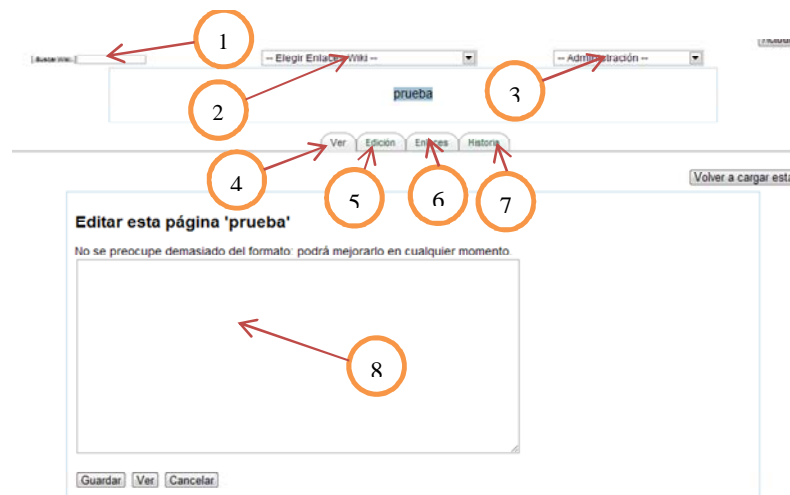 1
Buscar Wiki:
-- Elegir Enlaces Wiki --
-- Administración --
2
prueba
3
Ver
Edición
Enlaces
Historia
4
5
6
7
Volver a cargar esta
Editar esta página 'prueba'
No se preocupe demasiado del formato: podrá mejorarlo en cualquier momento.
8
Guardar
Ver
Cancelar